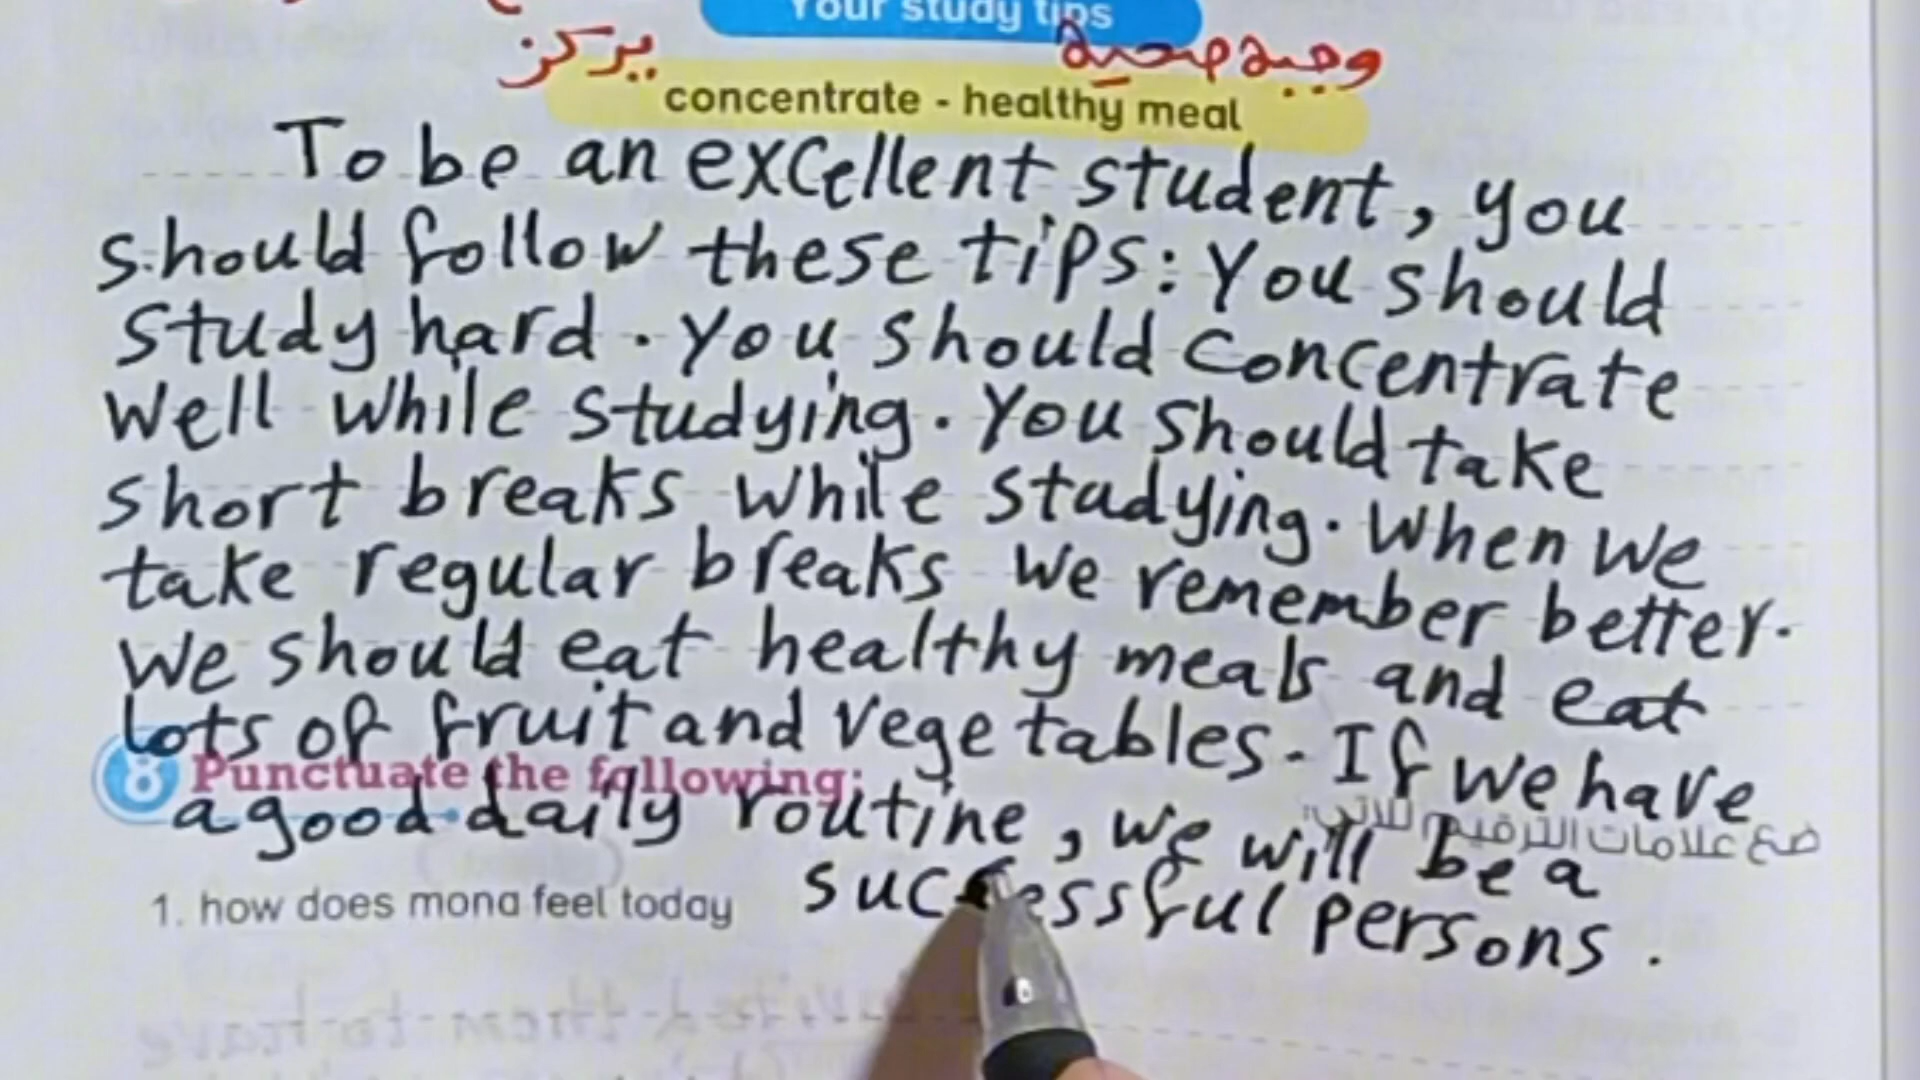 Your study tips
يركز
وجبة صحية
concentrate - healthy meal
To be an excellent student, you
should follow these tips: You should
study hard. You should concentrate
well while studying. You should take
short breaks while studying. When we
take regular breaks we remember better.
We should eat healthy meals and eat
lots of fruit and vegetables. If we have
8 Punctuate the following:
a good daily routine, we will be a
ضع علامات الترقيم للآتي:
successful persons.
1. how does mona feel today